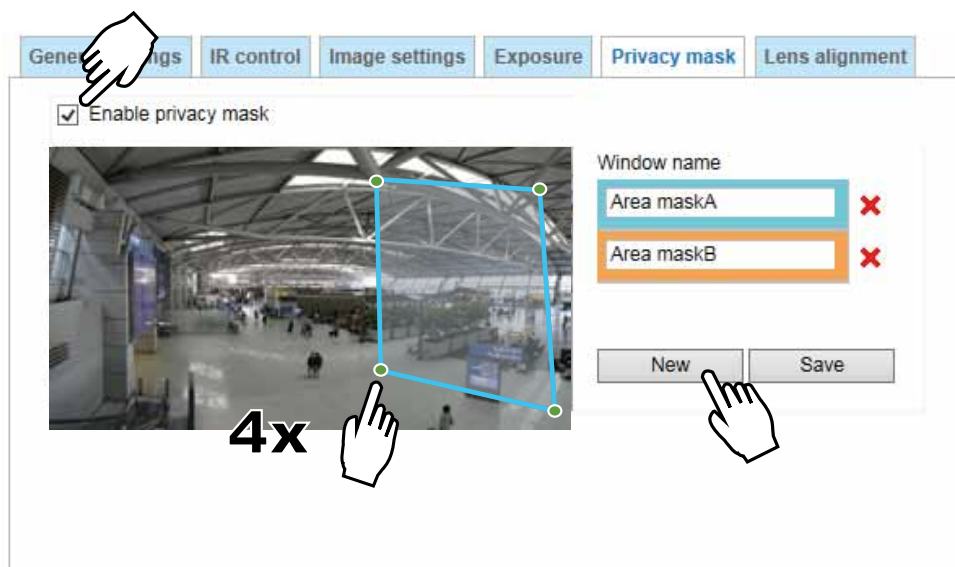 IR control
Image settings
Exposure
Privacy mask
Lens alignment
Enable privacy mask
Window name
Area maskA
Area maskB
New
Save
4x